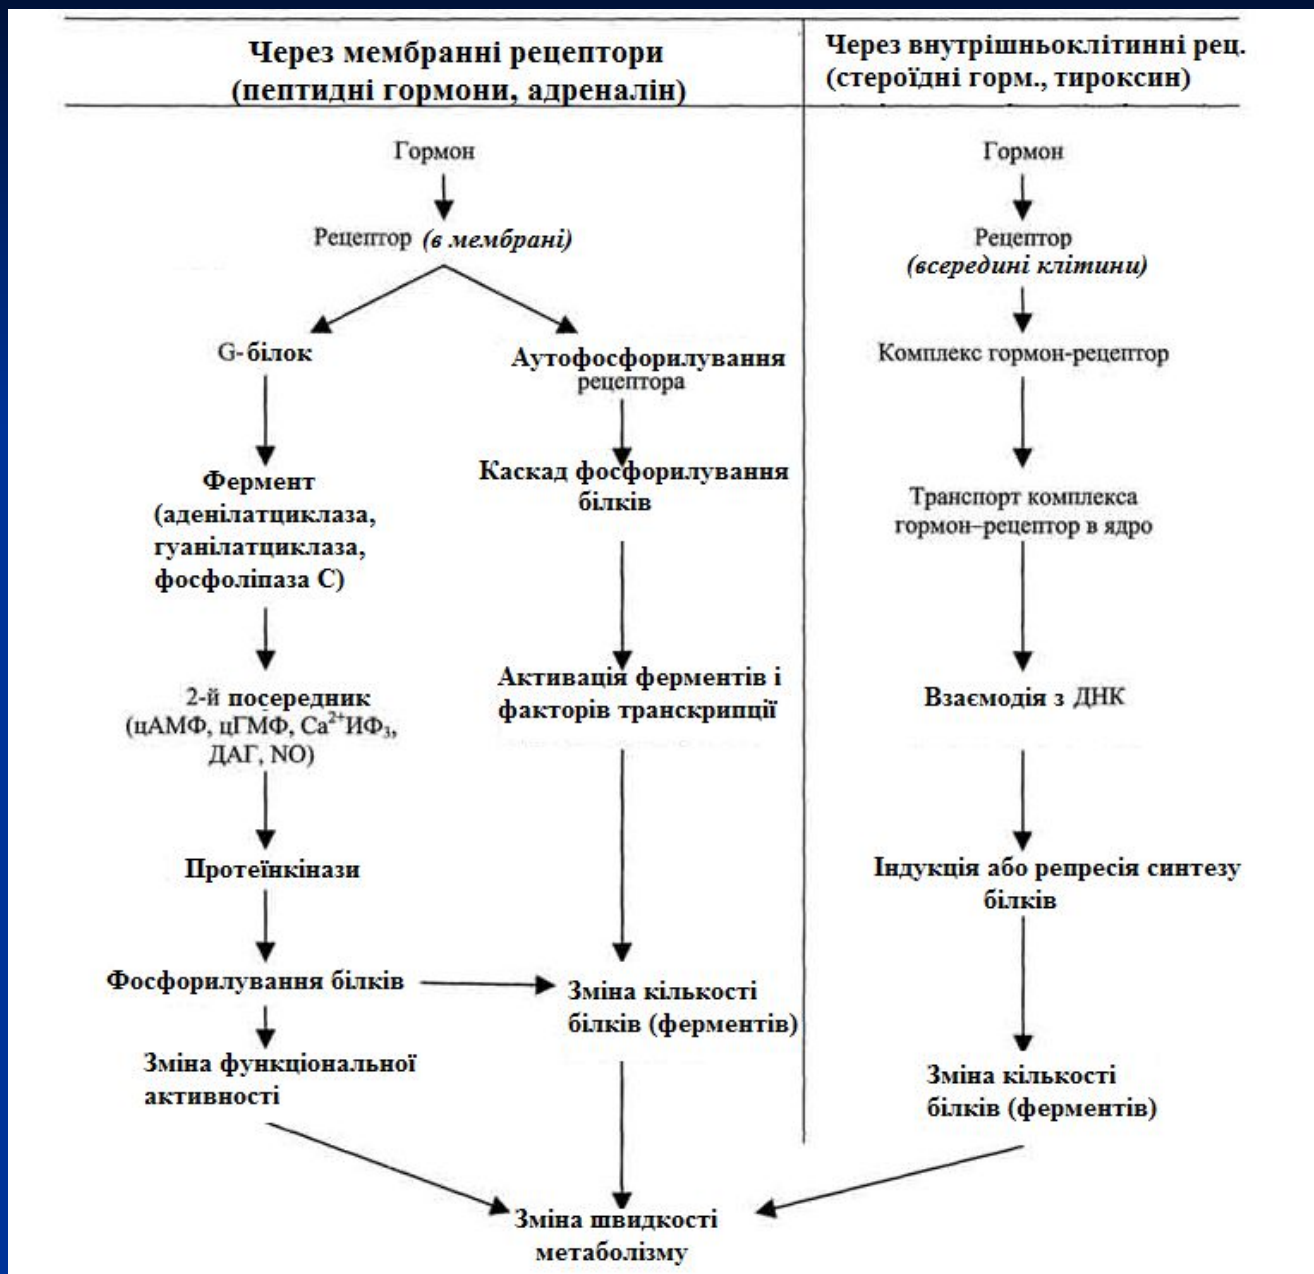 Через мембранні рецептори
(пептидні гормони, адреналін)
Через внутрішньоклітинні рец.
(стероїдні горм., тироксин)
Гормон
Рецептор (в мембрані)
G-білок
Фермент
(аденілатциклаза,
гуанілатциклаза,
фосфоліпаза С)
2-й посередник
(цАМФ, цГМФ, Ca²⁺ИФ₃,
ДАГ, NO)
Протеїнкінази
Фосфорилування білків
Зміна функціональної
активності
Аутофосфорилування
рецептора
Каскад фосфорилування
білків
Активація ферментів і
факторів транскрипції
Зміна кількості
білків (ферментів)
Гормон
Рецептор
(всередині клітини)
Комплекс гормон-рецептор
Транспорт комплекса
гормон–рецептор в ядро
Взаємодія з ДНК
Індукція або репресія синтезу
білків
Зміна кількості
білків (ферментів)
Зміна швидкості
метаболізму